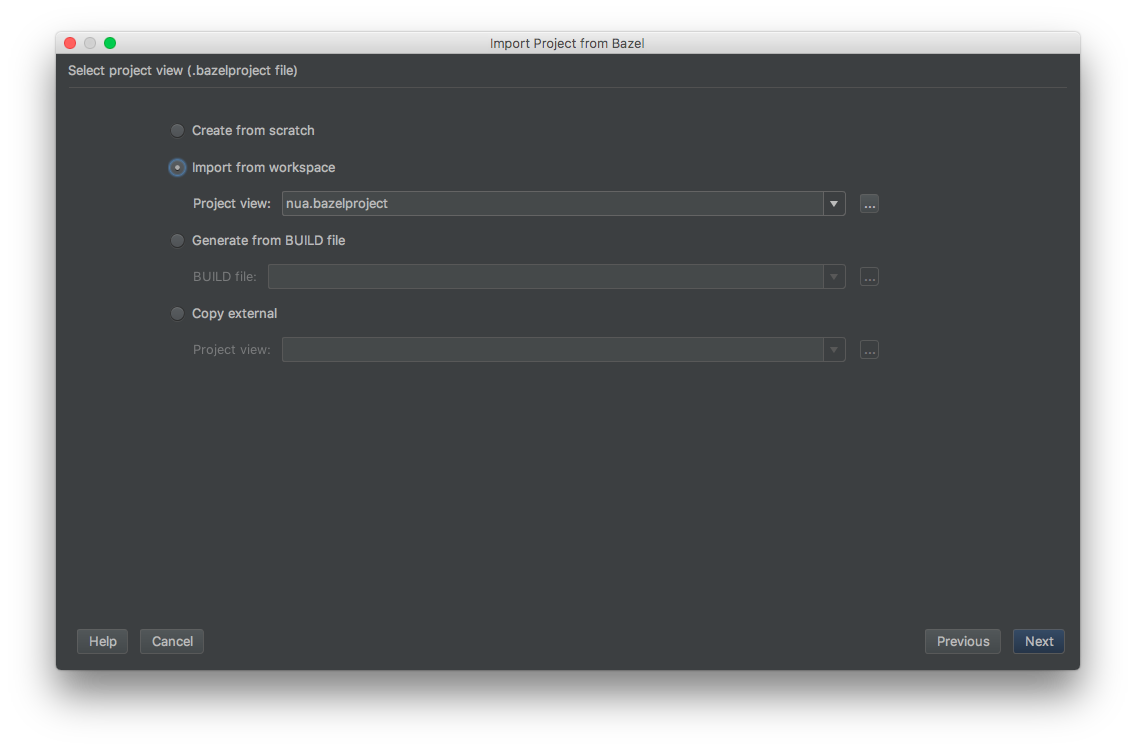 Import Project from Bazel
Select project view (.bazelproject file)
Create from scratch
Import from workspace
Project view: nua.bazelproject ...
Generate from BUILD file
BUILD file: ...
Copy external
Project view: ...
Help Cancel Previous Next